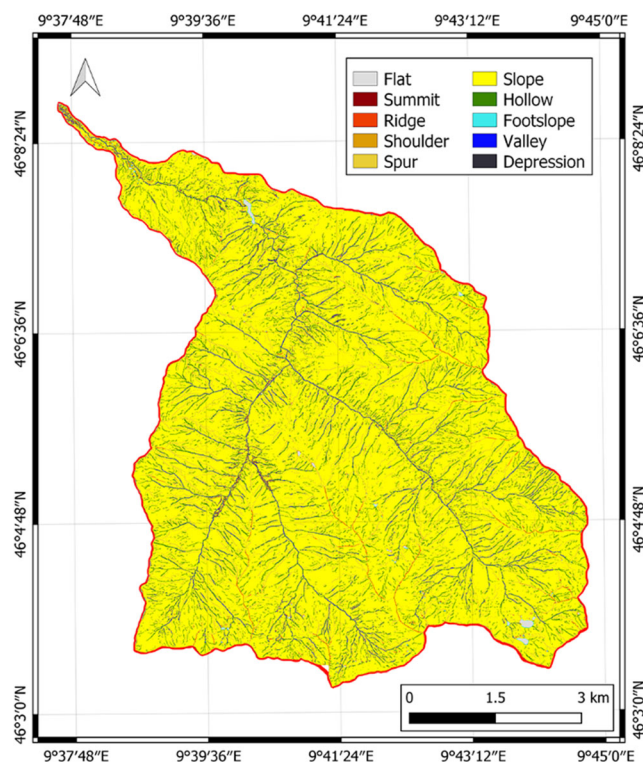 9°37′48″E 9°39′36″E 9°41′24″E 9°43′12″E 9°45′0″E
Flat Slope
Summit Hollow
Ridge Footslope
Shoulder Valley
Spur Depression
46°8′24″N 46°8′24″N
46°6′36″N 46°6′36″N
46°4′48″N 46°4′48″N
46°3′0″N 46°3′0″N
0 1.5 3 km
9°37′48″E 9°39′36″E 9°41′24″E 9°43′12″E 9°45′0″E